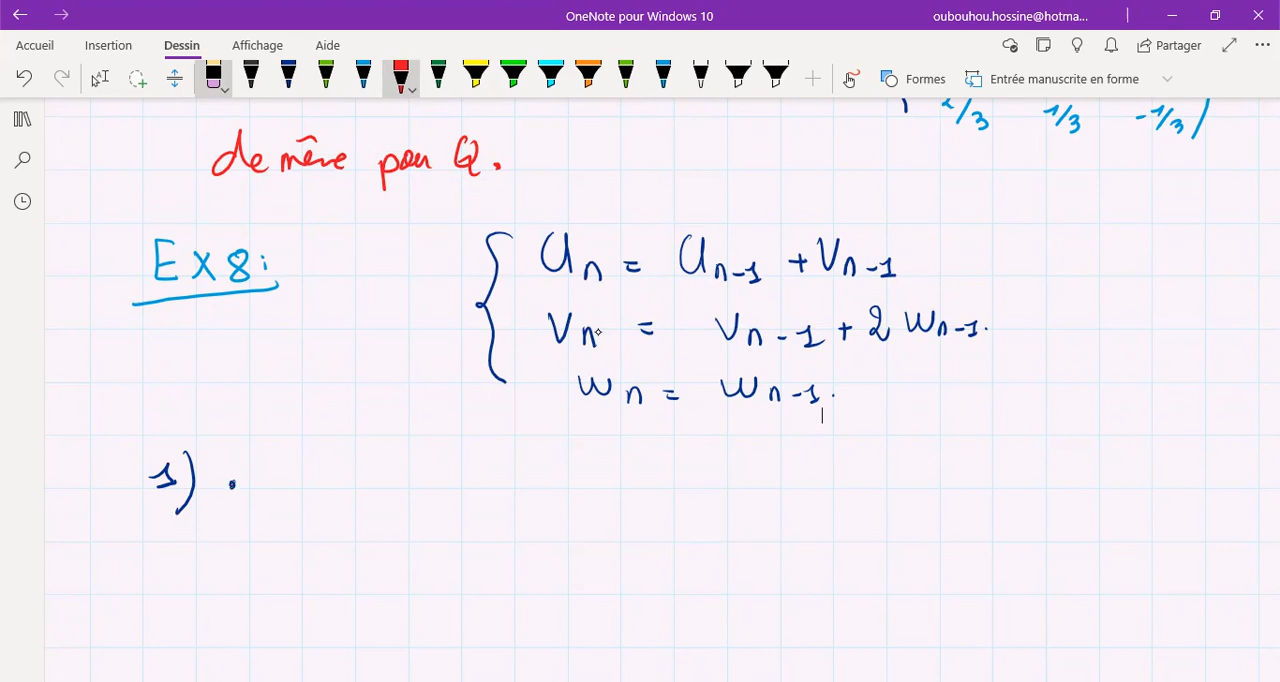 OneNote pour Windows 10
oubouhou.hossine@hotma...
Accueil Insertion Dessin Affichage Aide
Partager
Formes Entrée manuscrite en forme
2/3 1/3 -1/3
de même pour Q.
EX8:
Un = Un-1 + Vn-1
Vn = Vn-1 + 2 Wn-1.
Wn = Wn-1.
1) .